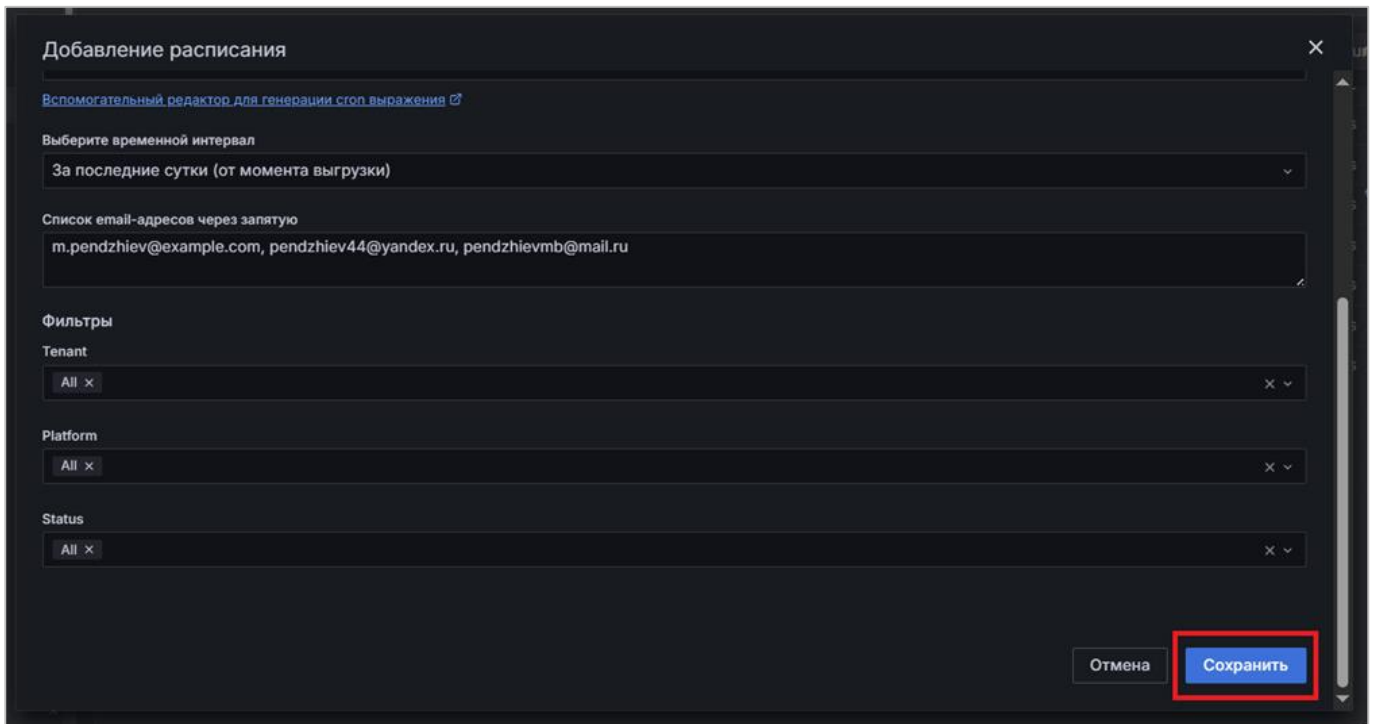 Добавление расписания
Вспомогательный редактор для генерации cron выражения
Выберите временной интервал
За последние сутки (от момента выгрузки)
Список email-адресов через запятую
m.pendzhiev@example.com, pendzhiev44@yandex.ru, pendzhievmb@mail.ru
Фильтры
Tenant
All
Platform
All
Status
All
Отмена
Сохранить